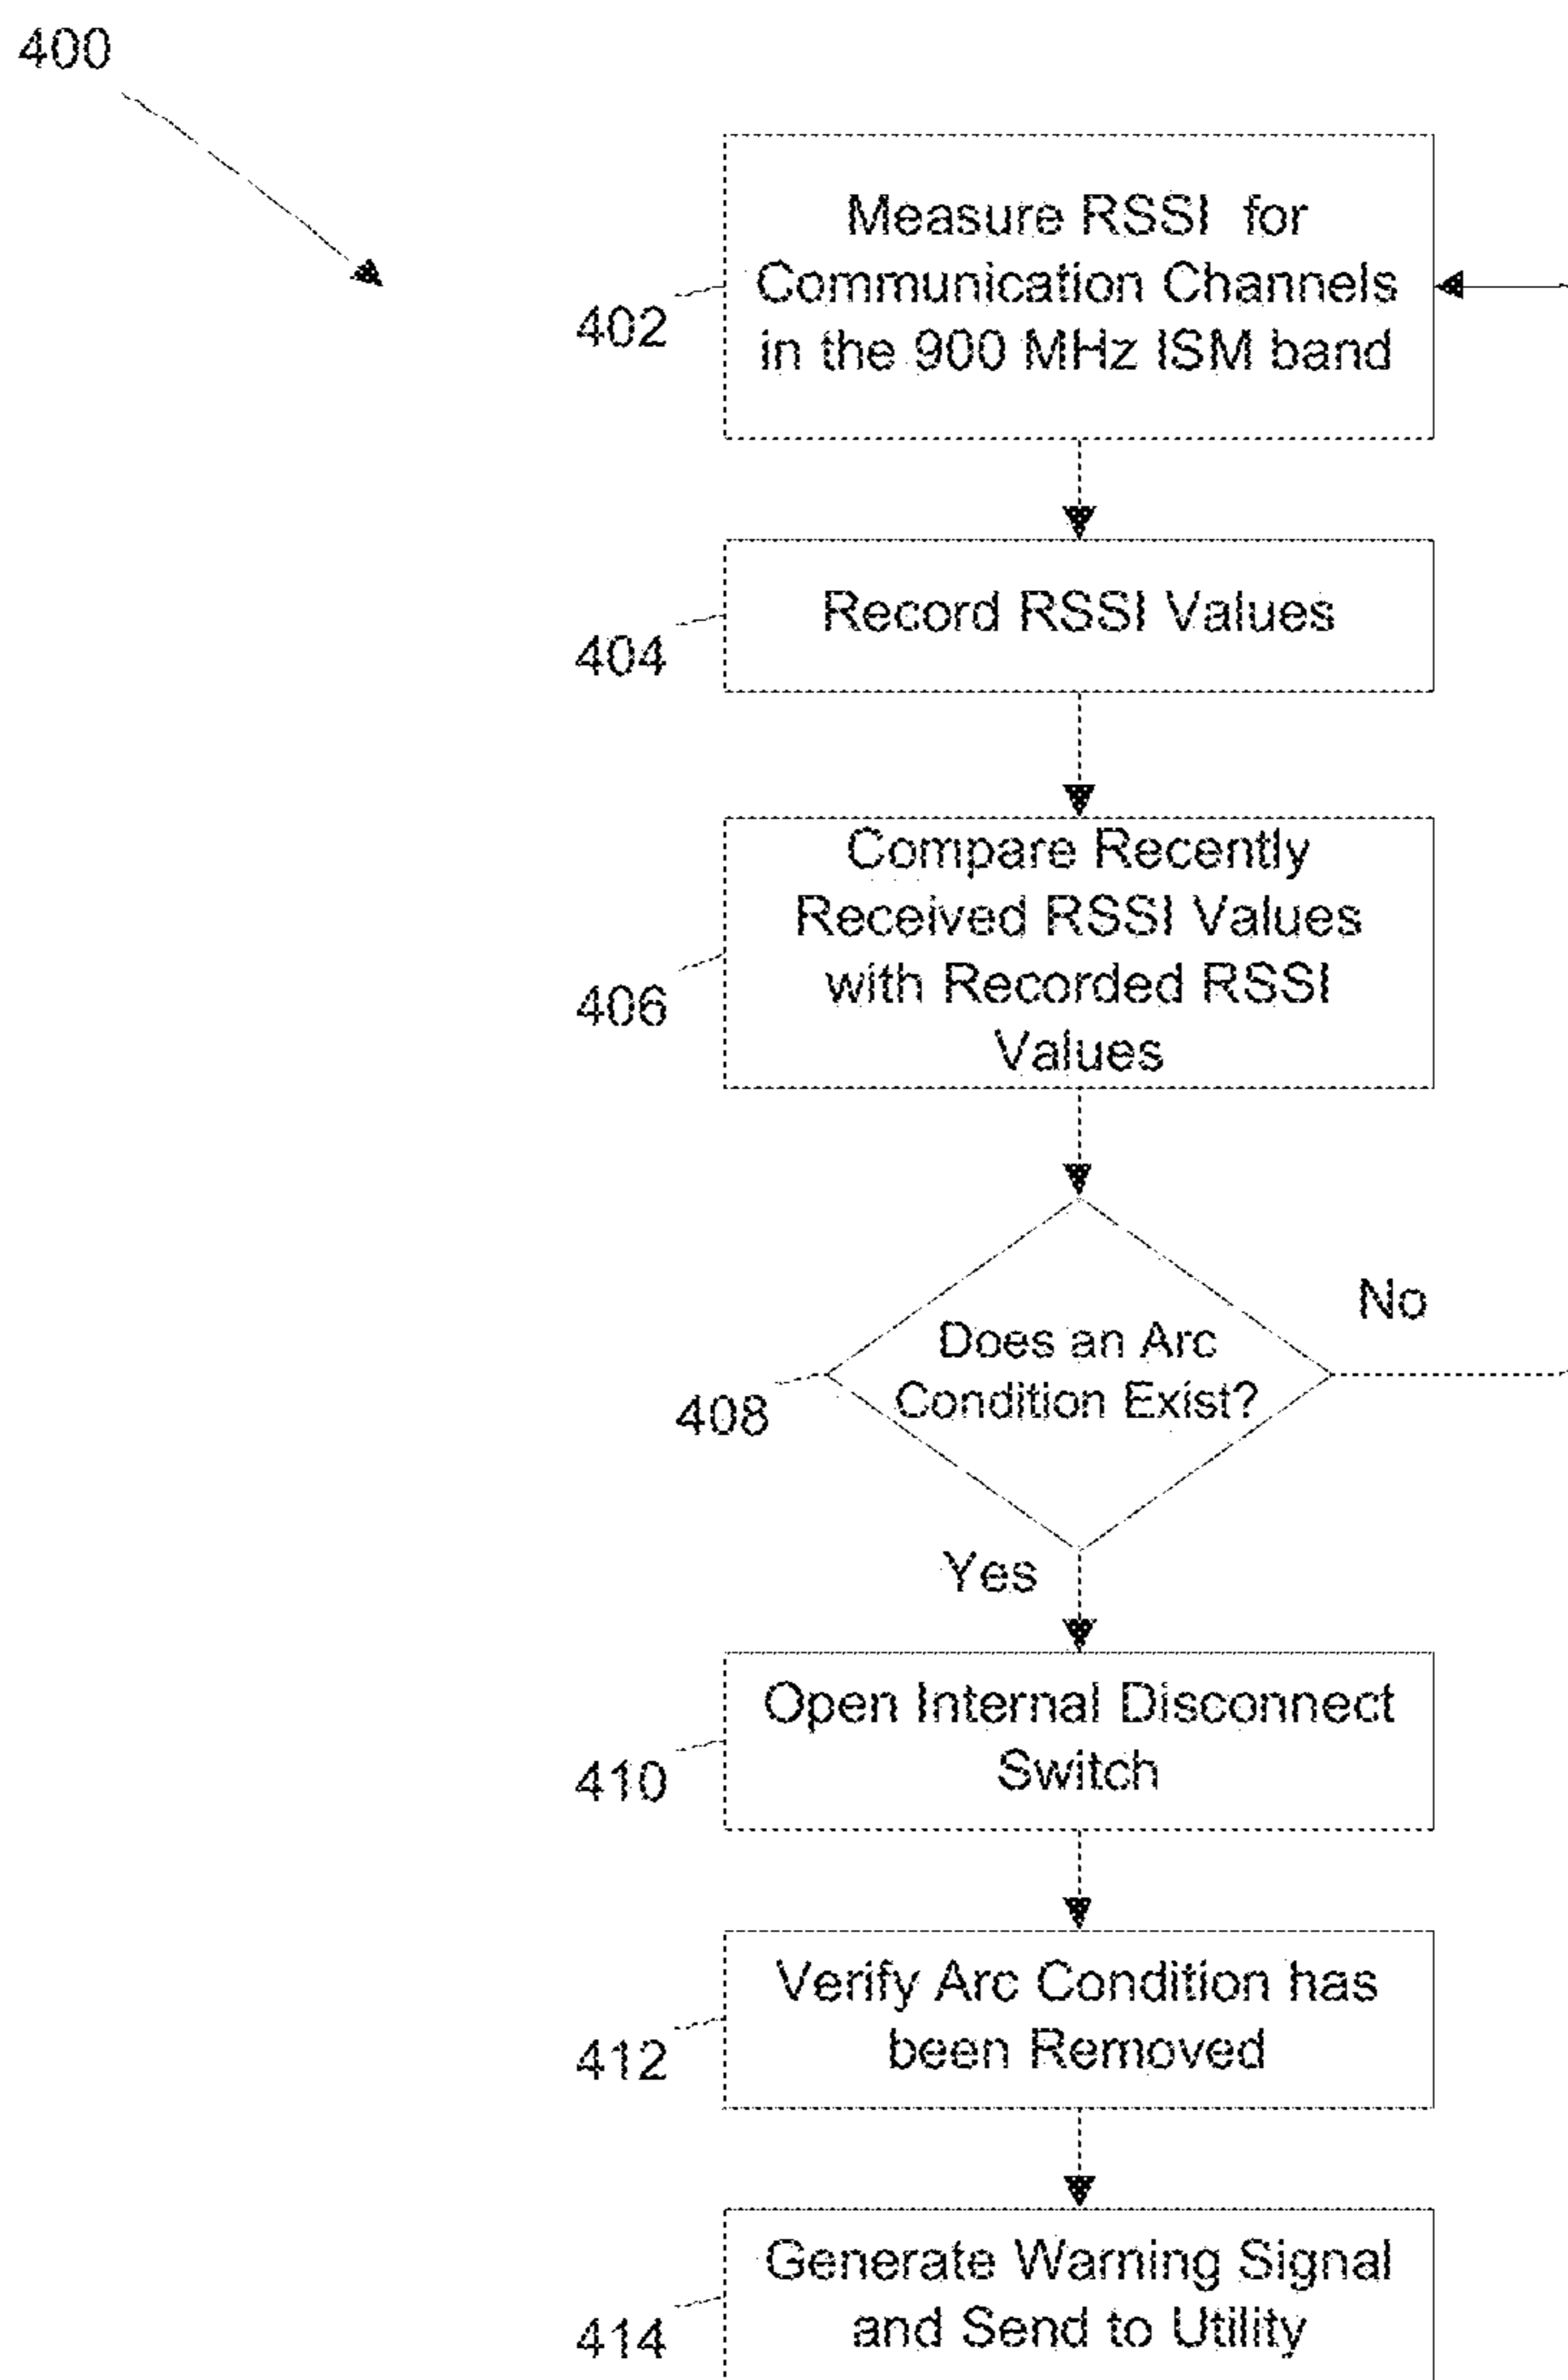 400
Measure RSSI for
Communication Channels
in the 900 MHz ISM band
402
Record RSSI Values
404
Compare Recently
Received RSSI Values
with Recorded RSSI
Values
406
Does an Arc
Condition Exist?
No
408
Yes
Open Internal Disconnect
Switch
410
Verify Arc Condition has
been Removed
412
Generate Warning Signal
and Send to Utility
414